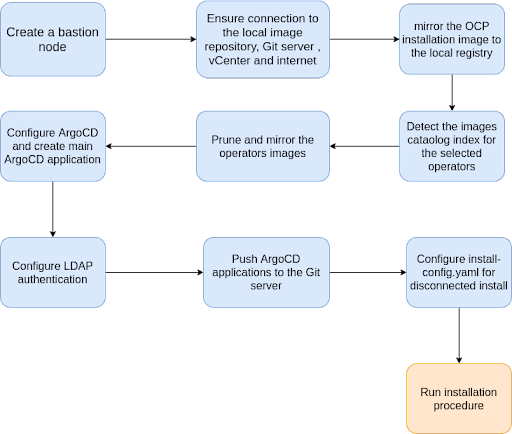 Create a bastion
node
Ensure connection to
the local image
repository, Git server ,
vCenter and internet
mirror the OCP
installation image to
the local registry
Detect the images
cataolog index for
the selected
operators
Prune and mirror the
operators images
Configure ArgoCD
and create main
ArgoCD application
Configure LDAP
authentication
Push ArgoCD
applications to the Git
server
Configure install-
config.yaml for
disconnected install
Run installation
procedure